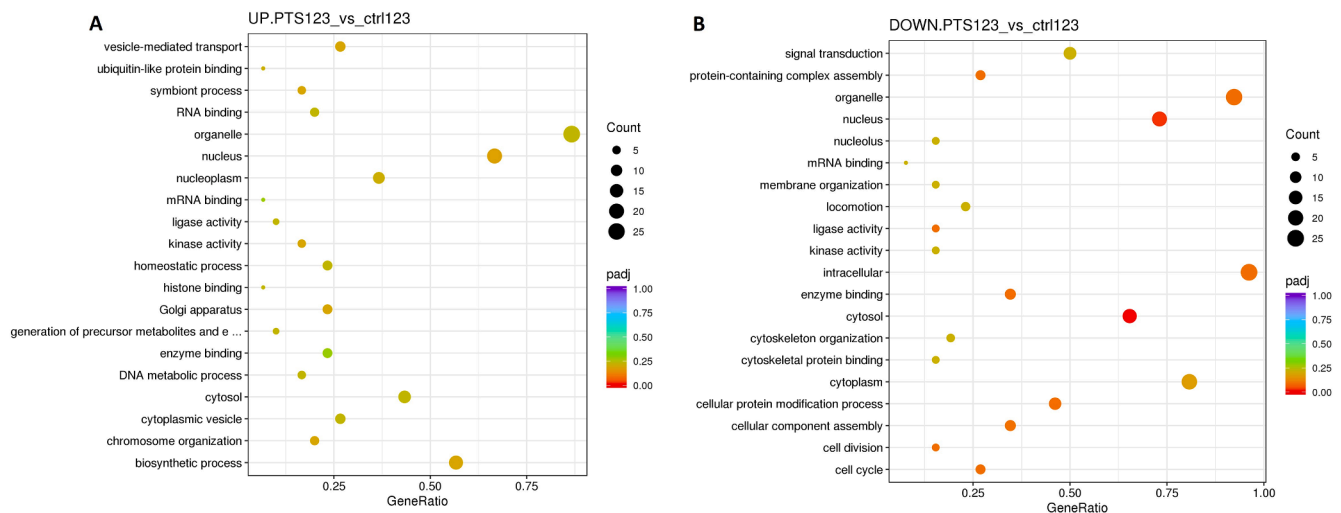 A
UP.PTS123_vs_ctrl123
vesicle-mediated transport
ubiquitin-like protein binding
symbiont process
RNA binding
organelle
nucleus
nucleoplasm
mRNA binding
ligase activity
kinase activity
homeostatic process
histone binding
Golgi apparatus
generation of precursor metabolites and e ...
enzyme binding
DNA metabolic process
cytosol
cytoplasmic vesicle
chromosome organization
biosynthetic process
0.25 0.50 0.75
GeneRatio
Count
5
10
15
20
25
padj
1.00
0.75
0.50
0.25
0.00
B
DOWN.PTS123_vs_ctrl123
signal transduction
protein-containing complex assembly
organelle
nucleus
nucleolus
mRNA binding
membrane organization
locomotion
ligase activity
kinase activity
intracellular
enzyme binding
cytosol
cytoskeleton organization
cytoskeletal protein binding
cytoplasm
cellular protein modification process
cellular component assembly
cell division
cell cycle
0.25 0.50 0.75 1.00
GeneRatio
Count
5
10
15
20
25
padj
1.00
0.75
0.50
0.25
0.00